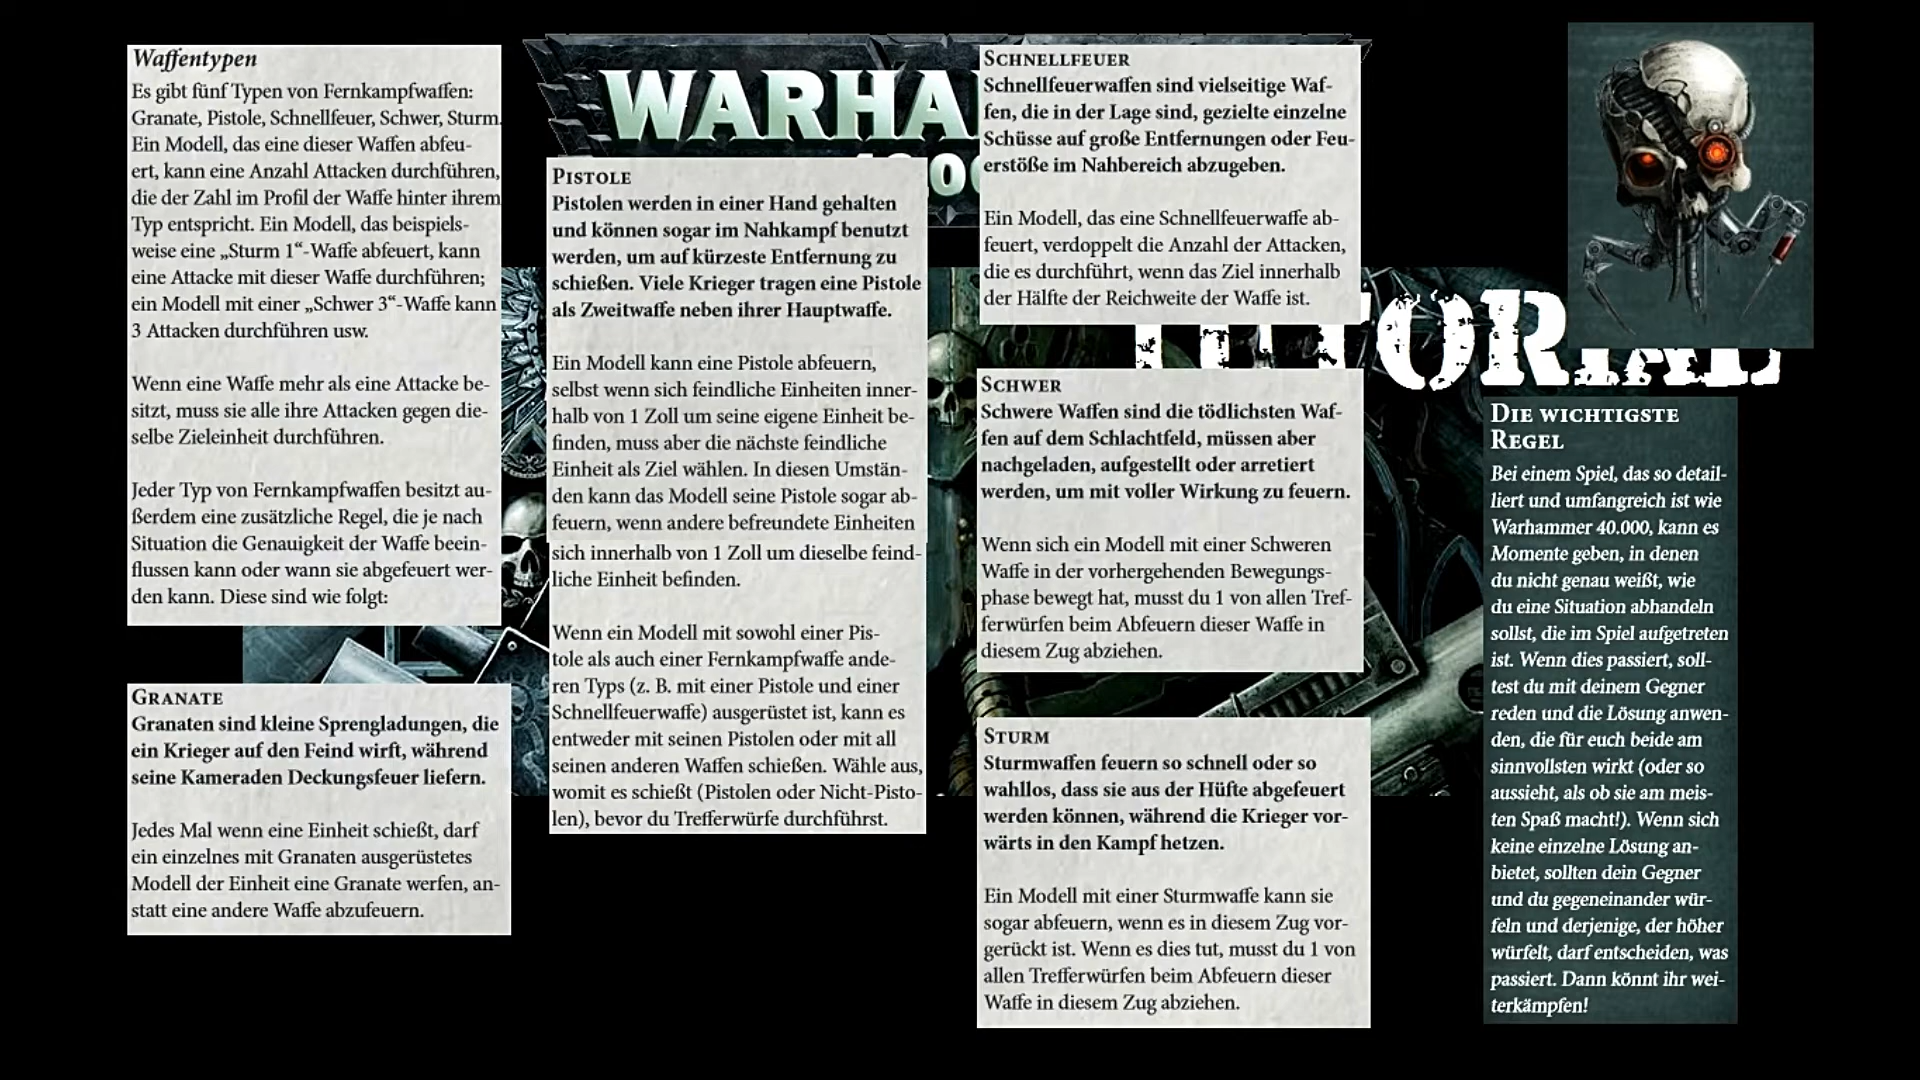 Waffentypen
Es gibt fünf Typen von Fernkampfwaffen:
Granate, Pistole, Schnellfeuer, Schwer, Sturm.
Ein Modell, das eine dieser Waffen abfeu-
ert, kann eine Anzahl Attacken durchführen,
die der Zahl im Profil der Waffe hinter ihrem
Typ entspricht. Ein Modell, das beispiels-
weise eine „Sturm 1“-Waffe abfeuert, kann
eine Attacke mit dieser Waffe durchführen;
ein Modell mit einer „Schwer 3“-Waffe kann
3 Attacken durchführen usw.
Wenn eine Waffe mehr als eine Attacke be-
sitzt, muss sie alle ihre Attacken gegen die-
selbe Zieleinheit durchführen.
Jeder Typ von Fernkampfwaffen besitzt au-
ßerdem eine zusätzliche Regel, die je nach
Situation die Genauigkeit der Waffe beein-
flussen kann oder wann sie abgefeuert wer-
den kann. Diese sind wie folgt:
GRANATE
Granaten sind kleine Sprengladungen, die
ein Krieger auf den Feind wirft, während
seine Kameraden Deckungsfeuer liefern.
Jedes Mal wenn eine Einheit schießt, darf
ein einzelnes mit Granaten ausgerüstetes
Modell der Einheit eine Granate werfen, an-
statt eine andere Waffe abzufeuern.
WARHA
PISTOLE
Pistolen werden in einer Hand gehalten
und können sogar im Nahkampf benutzt
werden, um auf kürzeste Entfernung zu
schießen. Viele Krieger tragen eine Pistole
als Zweitwaffe neben ihrer Hauptwaffe.
Ein Modell kann eine Pistole abfeuern,
selbst wenn sich feindliche Einheiten inner-
halb von 1 Zoll um seine eigene Einheit be-
finden, muss aber die nächste feindliche
Einheit als Ziel wählen. In diesen Umstän-
den kann das Modell seine Pistole sogar ab-
feuern, wenn andere befreundete Einheiten
sich innerhalb von 1 Zoll um dieselbe feind-
liche Einheit befinden.
Wenn ein Modell mit sowohl einer Pis-
tole als auch einer Fernkampfwaffe ande-
ren Typs (z. B. mit einer Pistole und einer
Schnellfeuerwaffe) ausgerüstet ist, kann es
entweder mit seinen Pistolen oder mit all
seinen anderen Waffen schießen. Wähle aus,
womit es schießt (Pistolen oder Nicht-Pisto-
len), bevor du Trefferwürfe durchführst.
SCHNELLFEUER
Schnellfeuerwaffen sind vielseitige Waf-
fen, die in der Lage sind, gezielte einzelne
Schüsse auf große Entfernungen oder Feu-
erstöße im Nahbereich abzugeben.
Ein Modell, das eine Schnellfeuerwaffe ab-
feuert, verdoppelt die Anzahl der Attacken,
die es durchführt, wenn das Ziel innerhalb
der Hälfte der Reichweite der Waffe ist.
SCHWER
Schwere Waffen sind die tödlichsten Waf-
fen auf dem Schlachtfeld, müssen aber
nachgeladen, aufgestellt oder arretiert
werden, um mit voller Wirkung zu feuern.
Wenn sich ein Modell mit einer Schweren
Waffe in der vorhergehenden Bewegungs-
phase bewegt hat, musst du 1 von allen Tref-
ferwürfen beim Abfeuern dieser Waffe in
diesem Zug abziehen.
STURM
Sturmwaffen feuern so schnell oder so
wahllos, dass sie aus der Hüfte abgefeuert
werden können, während die Krieger vor-
wärts in den Kampf hetzen.
Ein Modell mit einer Sturmwaffe kann sie
sogar abfeuern, wenn es in diesem Zug vor-
gerückt ist. Wenn es dies tut, musst du 1 von
allen Trefferwürfen beim Abfeuern dieser
Waffe in diesem Zug abziehen.
TUTORIAL
DIE WICHTIGSTE
REGEL
Bei einem Spiel, das so detail-
liert und umfangreich ist wie
Warhammer 40.000, kann es
Momente geben, in denen
du nicht genau weißt, wie
du eine Situation abhandeln
sollst, die im Spiel aufgetreten
ist. Wenn dies passiert, soll-
test du mit deinem Gegner
reden und die Lösung anwen-
den, die für euch beide am
sinnvollsten wirkt (oder so
aussieht, als ob sie am meis-
ten Spaß macht!). Wenn sich
keine einzelne Lösung an-
bietet, sollten dein Gegner
und du gegeneinander wür-
feln und derjenige, der höher
würfelt, darf entscheiden, was
passiert. Dann könnt ihr wei-
terkämpfen!